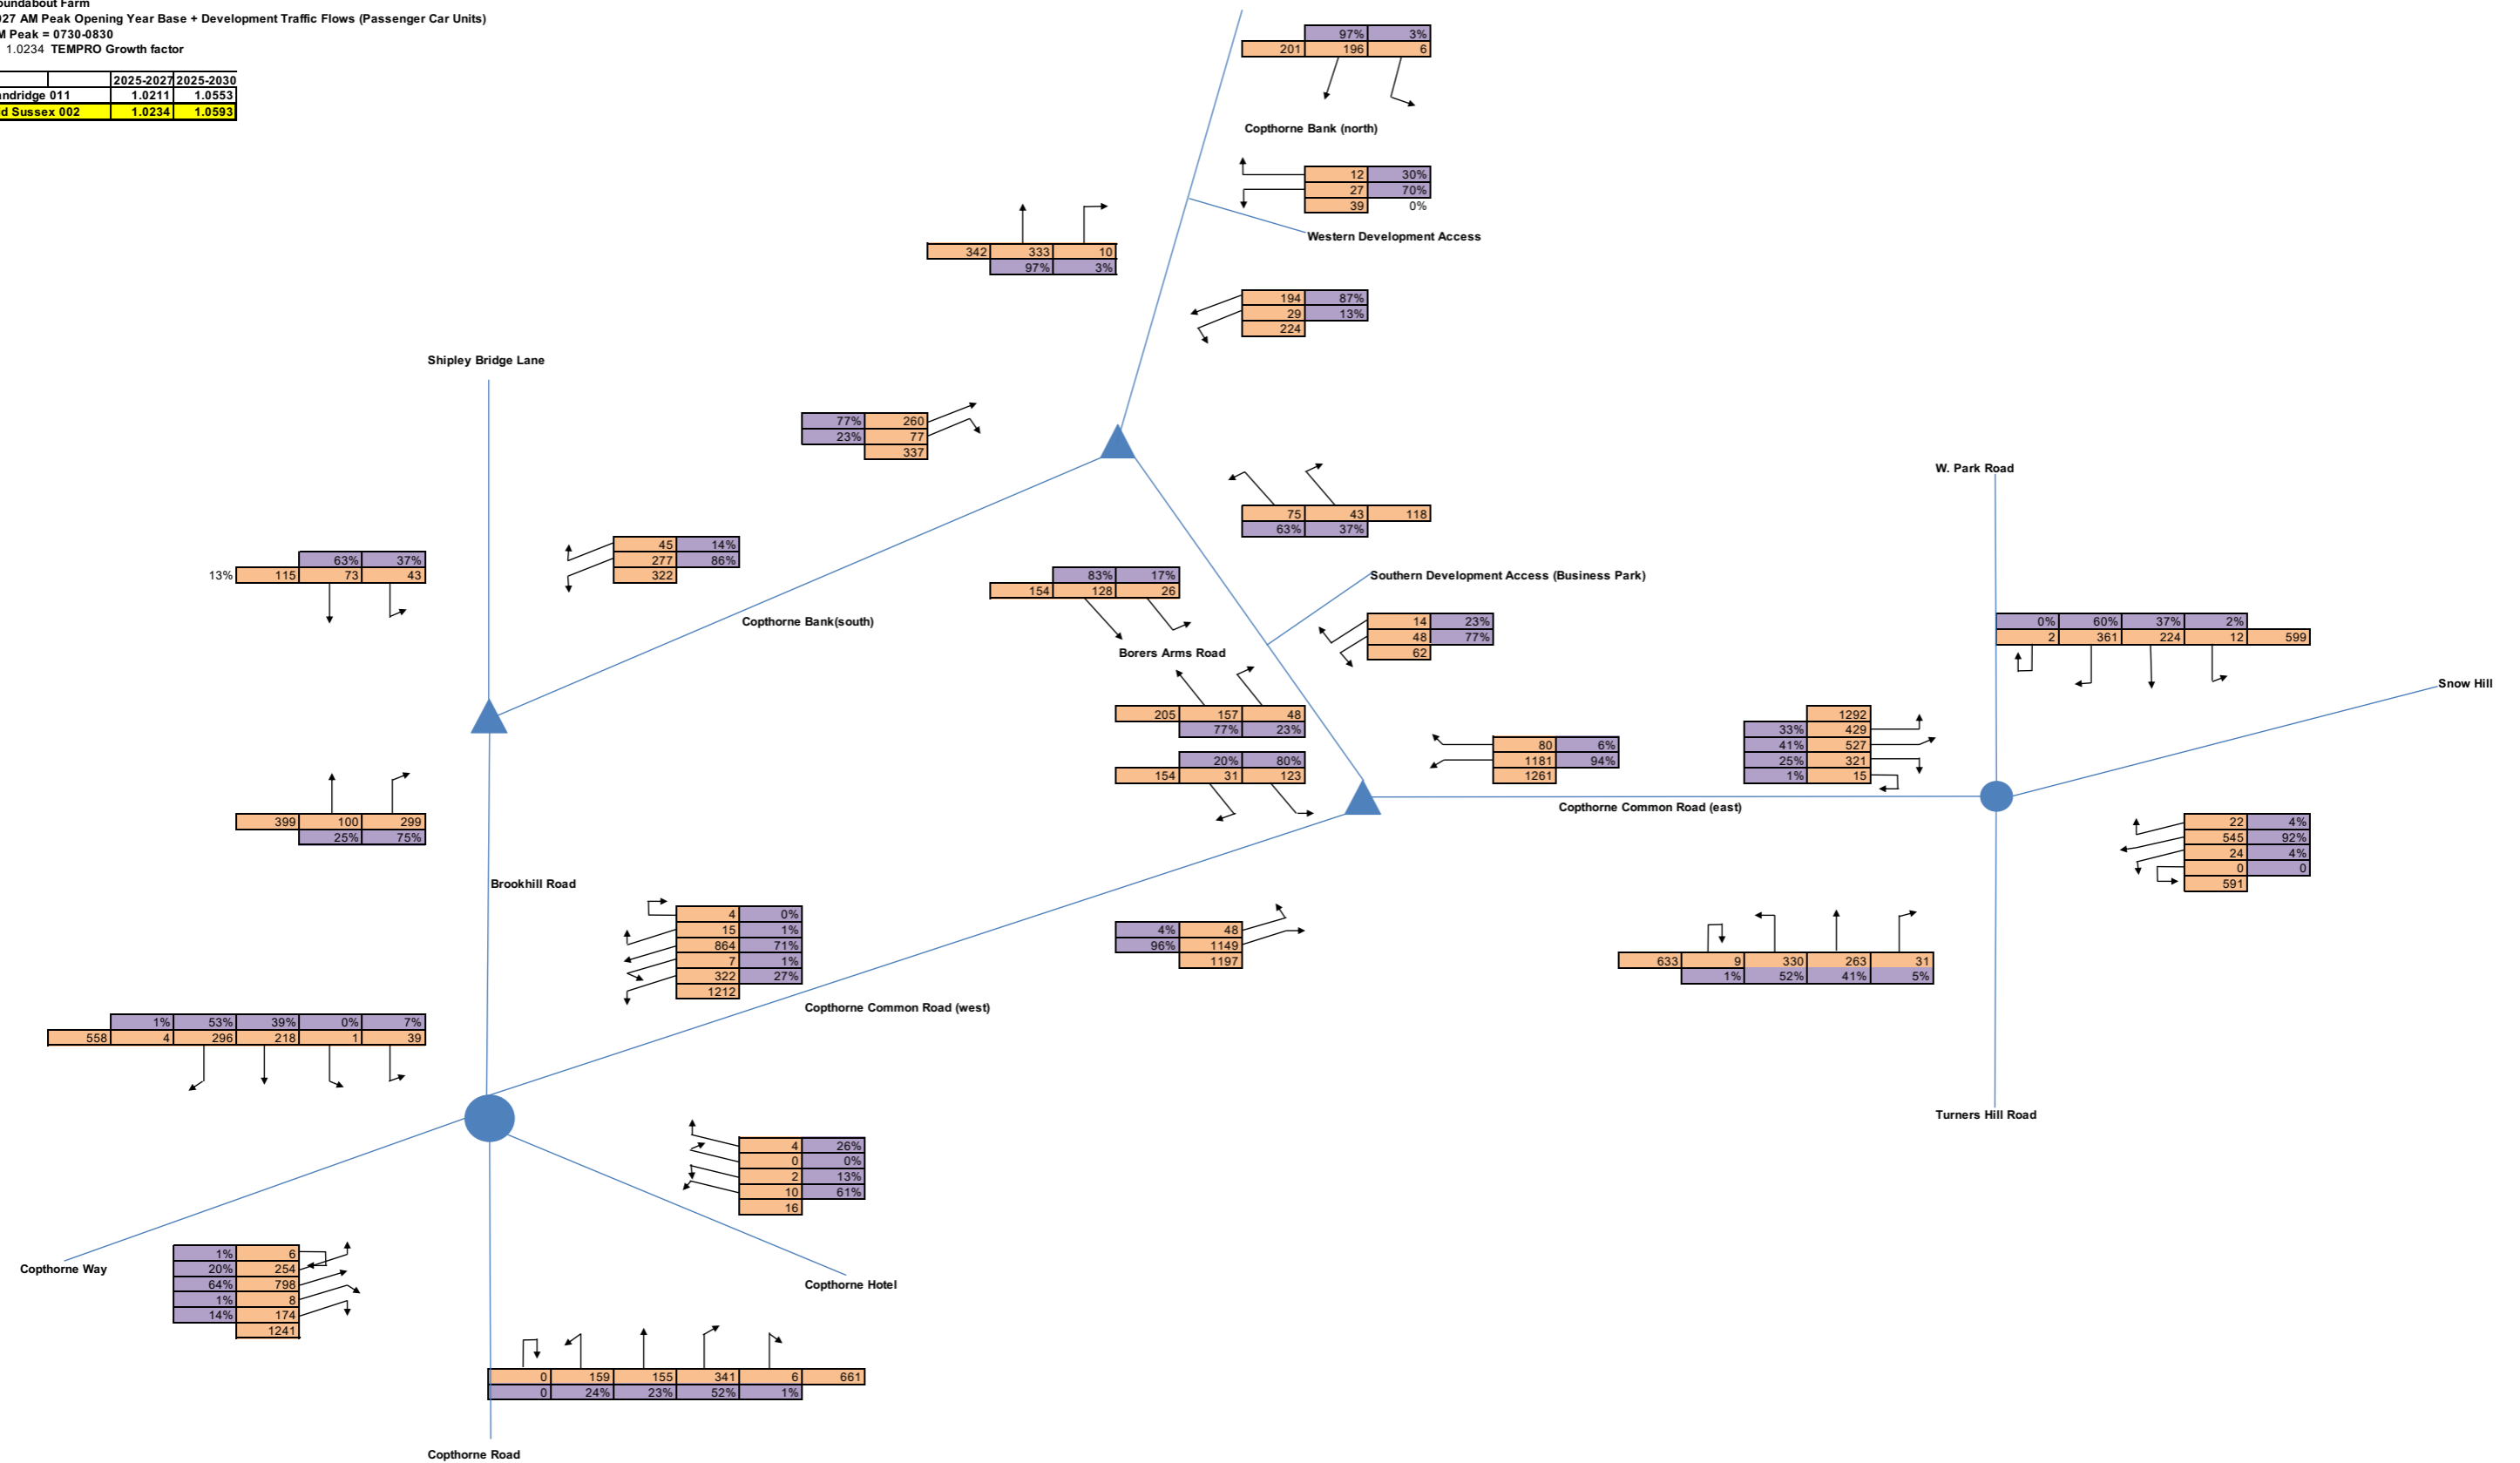 oundabout Farm
027 AM Peak Opening Year Base + Development Traffic Flows (Passenger Car Units)
M Peak = 0730-0830
1.0234 TEMPRO Growth factor
2025-2027 2025-2030
andridge 011 1.0211 1.0553
id Sussex 002 1.0234 1.0593
97% 3%
201 196 6
Copthorne Bank (north)
12 30%
27 70%
39 0%
Western Development Access
342 333 10
97% 3%
194 87%
29 13%
224
Shipley Bridge Lane
77% 260
23% 77
337
W. Park Road
75 43 118
63% 37%
45 14%
277 86%
322
63% 37%
13% 115 73 43
83% 17%
154 128 26
Southern Development Access (Business Park)
Copthorne Bank(south)
14 23%
48 77%
62
0% 60% 37% 2%
2 361 224 12 599
Borers Arms Road
Snow Hill
205 157 48
77% 23%
20% 80%
154 31 123
80 6%
1181 94%
1261
1292
33% 429
41% 527
25% 321
1% 15
Copthorne Common Road (east)
399 100 299
25% 75%
22 4%
545 92%
24 4%
0 0
591
Brookhill Road
4 0%
15 1%
864 71%
7 1%
322 27%
1212
4% 48
96% 1149
1197
633 9 330 263 31
1% 52% 41% 5%
Copthorne Common Road (west)
1% 53% 39% 0% 7%
558 4 296 218 1 39
Turners Hill Road
4 26%
0 0%
2 13%
10 61%
16
Copthorne Way
1% 6
20% 254
64% 798
1% 8
14% 174
1241
Copthorne Hotel
0 159 155 341 6 661
0 24% 23% 52% 1%
Copthorne Road